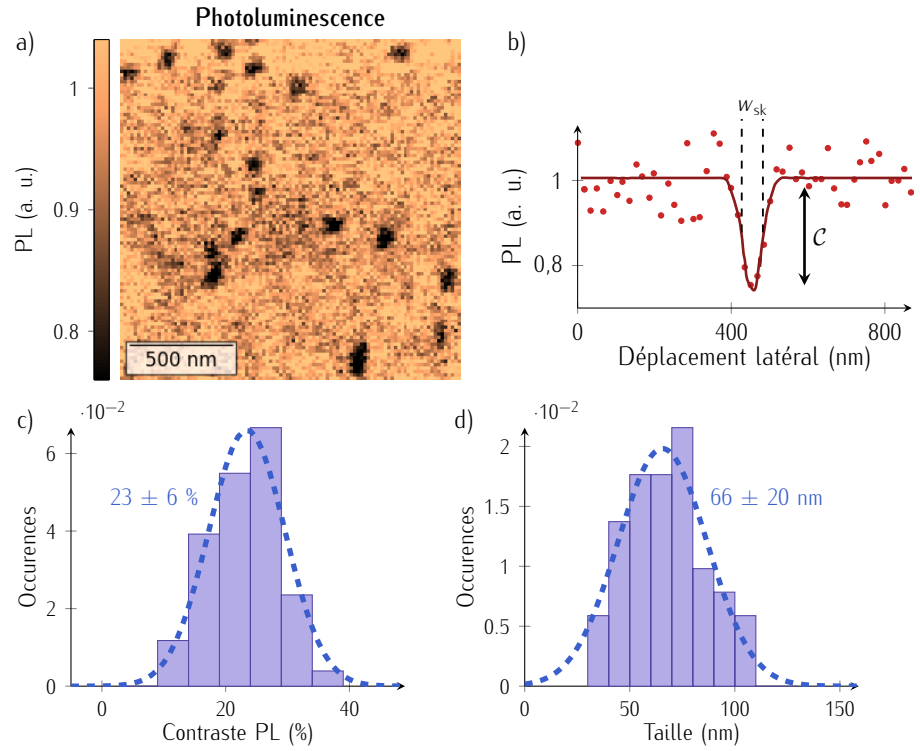 Photoluminescence
a)
PL (a. u.)
1
0.9
0.8
500 nm
b)
w_sk
PL (a. u.)
1
0,8
0 400 800
C
Déplacement latéral (nm)
c)
·10⁻²
Occurences
6
4
2
0
23 ± 6 %
0 20 40
Contraste PL (%)
d)
·10⁻²
Occurences
2
1.5
1
0.5
0
66 ± 20 nm
0 50 100 150
Taille (nm)